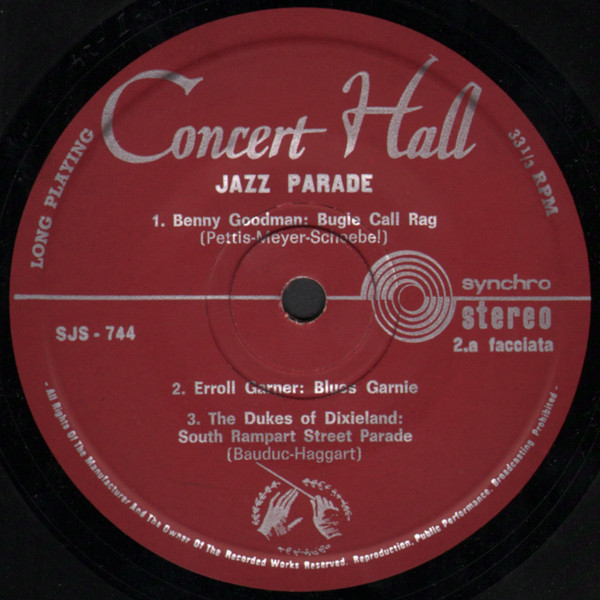 Concert Hall
LONG PLAYING
33 1/3 RPM
JAZZ PARADE
1. Benny Goodman: Bugle Call Rag
(Pettis-Meyer-Schoebel)
synchro
stereo
SJS - 744
2.a facciata
2. Erroll Garner: Blues Garnie
3. The Dukes of Dixieland:
South Rampart Street Parade
(Bauduc-Haggart)
- All Rights Of The Manufacturer And The Owner Of The Recorded Works Reserved. Reproduction, Public Performance, Broadcasting Prohibited -